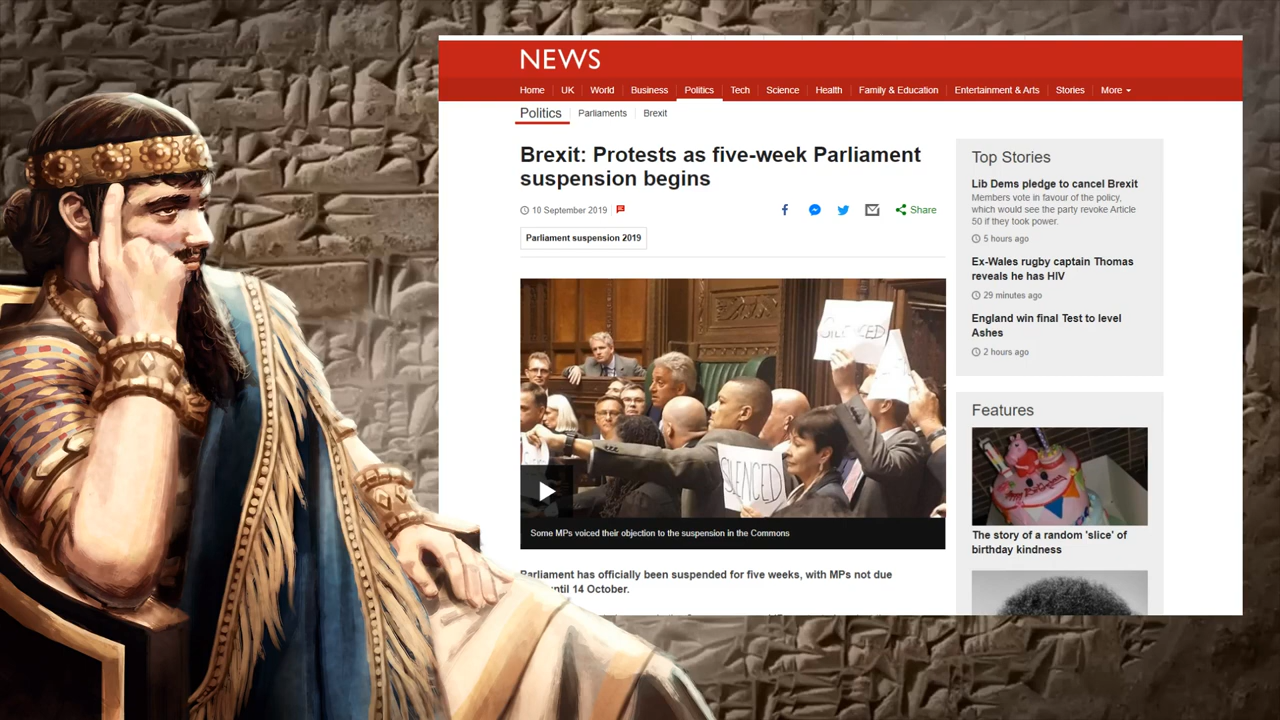 NEWS
Home UK World Business Politics Tech Science Health Family & Education Entertainment & Arts Stories More
Politics Parliaments Brexit
Brexit: Protests as five-week Parliament
suspension begins
10 September 2019
Share
Parliament suspension 2019
SILENCED
SILENCED
Some MPs voiced their objection to the suspension in the Commons
Parliament has officially been suspended for five weeks, with MPs not due
until 14 October.
Top Stories
Lib Dems pledge to cancel Brexit
Members vote in favour of the policy,
which would see the party revoke Article
50 if they took power.
5 hours ago
Ex-Wales rugby captain Thomas
reveals he has HIV
29 minutes ago
England win final Test to level
Ashes
2 hours ago
Features
The story of a random 'slice' of
birthday kindness